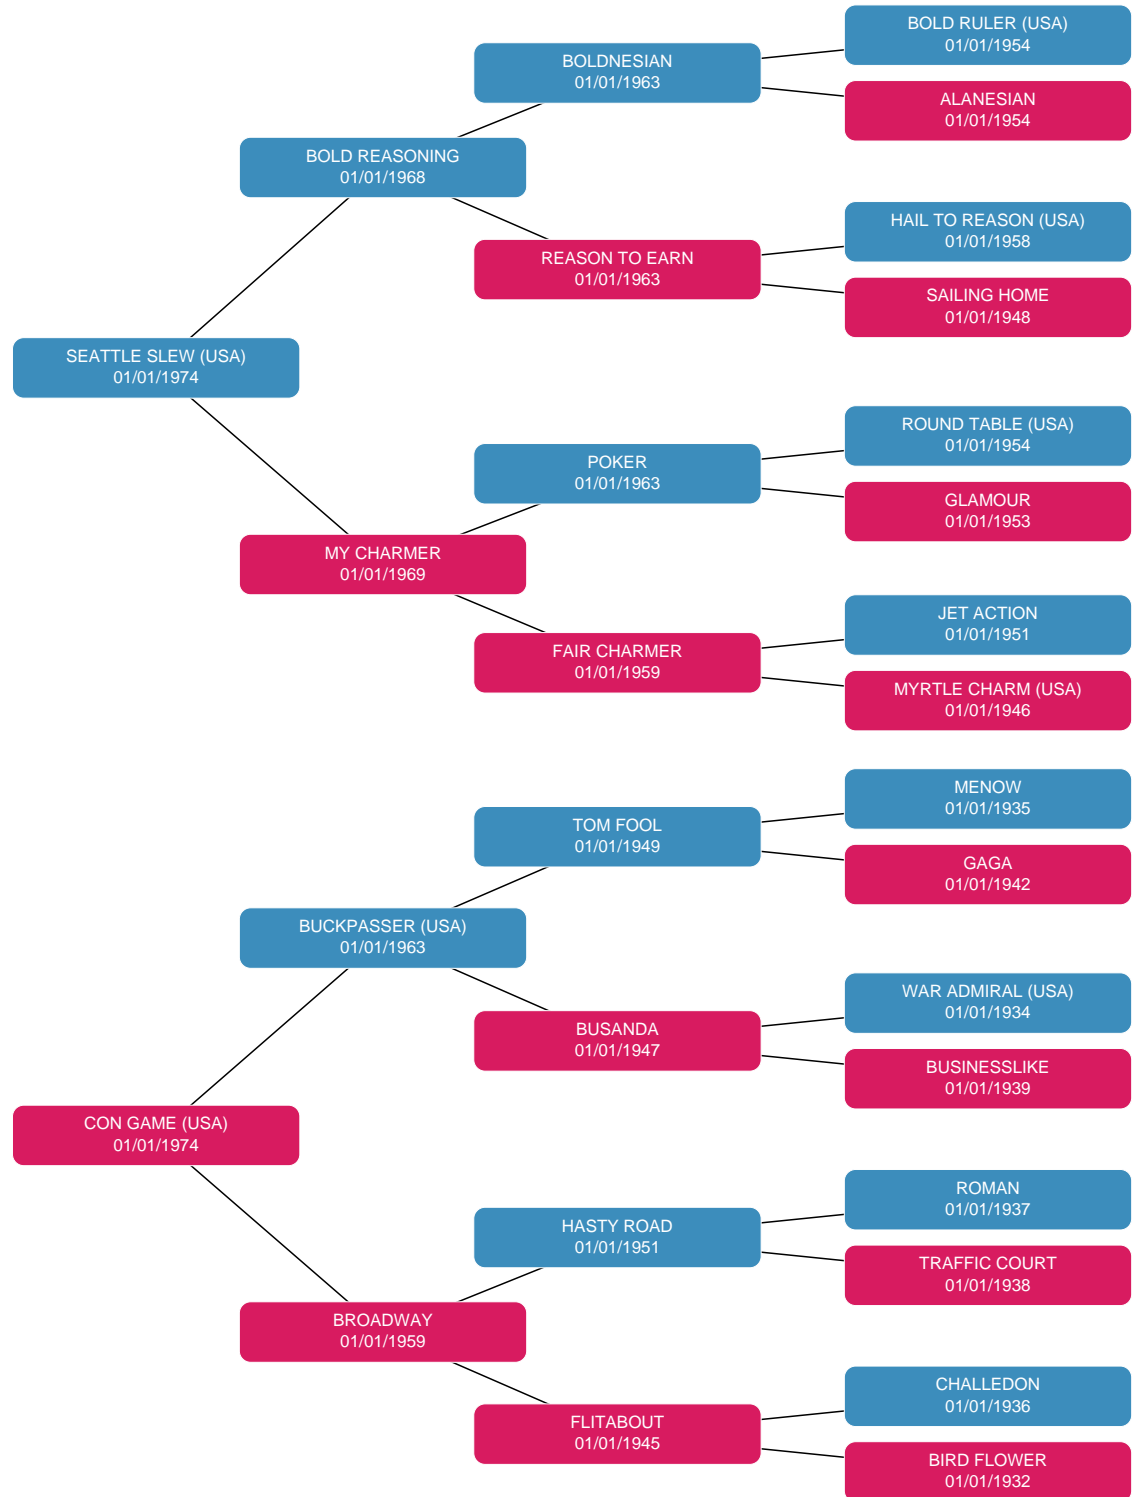 BOLD RULER (USA)
01/01/1954
BOLDNESIAN
01/01/1963
ALANESIAN
01/01/1954
BOLD REASONING
01/01/1968
HAIL TO REASON (USA)
01/01/1958
REASON TO EARN
01/01/1963
SAILING HOME
01/01/1948
SEATTLE SLEW (USA)
01/01/1974
ROUND TABLE (USA)
01/01/1954
POKER
01/01/1963
GLAMOUR
01/01/1953
MY CHARMER
01/01/1969
JET ACTION
01/01/1951
FAIR CHARMER
01/01/1959
MYRTLE CHARM (USA)
01/01/1946
MENOW
01/01/1935
TOM FOOL
01/01/1949
GAGA
01/01/1942
BUCKPASSER (USA)
01/01/1963
WAR ADMIRAL (USA)
01/01/1934
BUSANDA
01/01/1947
BUSINESSLIKE
01/01/1939
CON GAME (USA)
01/01/1974
ROMAN
01/01/1937
HASTY ROAD
01/01/1951
TRAFFIC COURT
01/01/1938
BROADWAY
01/01/1959
CHALLEDON
01/01/1936
FLITABOUT
01/01/1945
BIRD FLOWER
01/01/1932